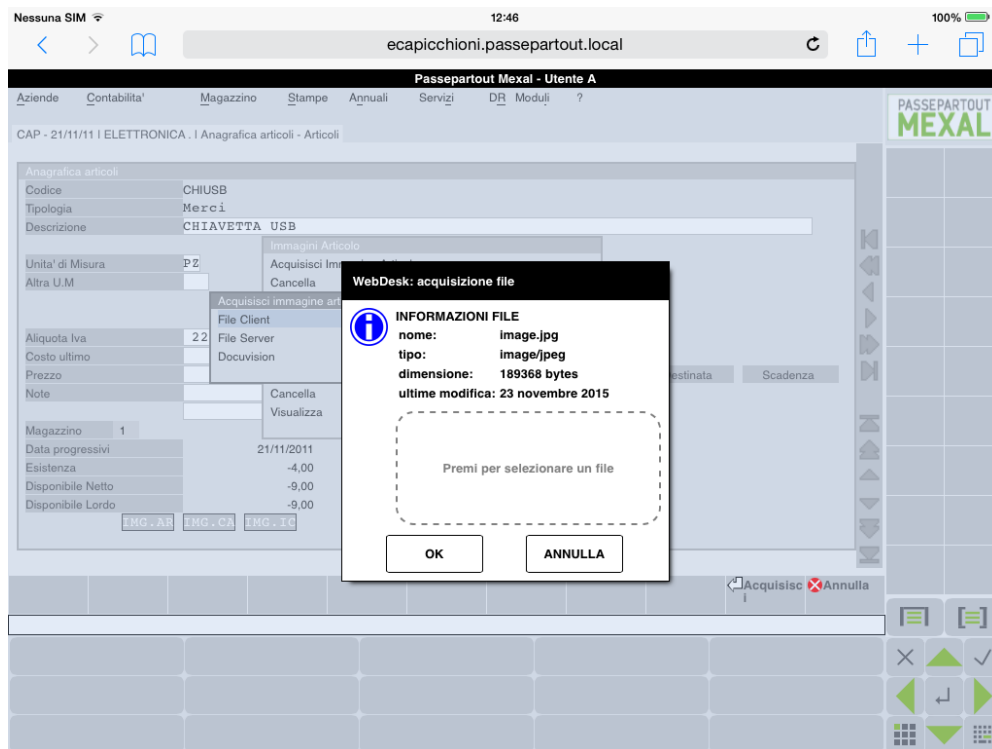 Nessuna SIM 12:46 100%
ecapicchioni.passepartout.local
Passepartout Mexal - Utente A
Aziende Contabilita' Magazzino Stampe Annuali Servizi DR Moduli ?
PASSEPARTOUT
MEXAL
CAP - 21/11/11 I ELETTRONICA . I Anagrafica articoli - Articoli
Anagrafica articoli
Codice CHIUSB
Tipologia Merci
Descrizione CHIAVETTA USB
Immagini Articolo
Unita' di Misura PZ Acquisisci
Altra U.M Cancella
Acquisisci immagine
File Client
Aliquota Iva 22 File Server
Costo ultimo Docuvision
Prezzo Scadenza
Note Cancella
Visualizza
Magazzino 1
Data progressivi 21/11/2011
Esistenza -4,00
Disponibile Netto -9,00
Disponibile Lordo -9,00
IMG.AR IMG.CA IMG.IC
WebDesk: acquisizione file
INFORMAZIONI FILE
nome: image.jpg
tipo: image/jpeg
dimensione: 189368 bytes
ultime modifica: 23 novembre 2015
Premi per selezionare un file
OK ANNULLA
Acquisisc Annulla
i